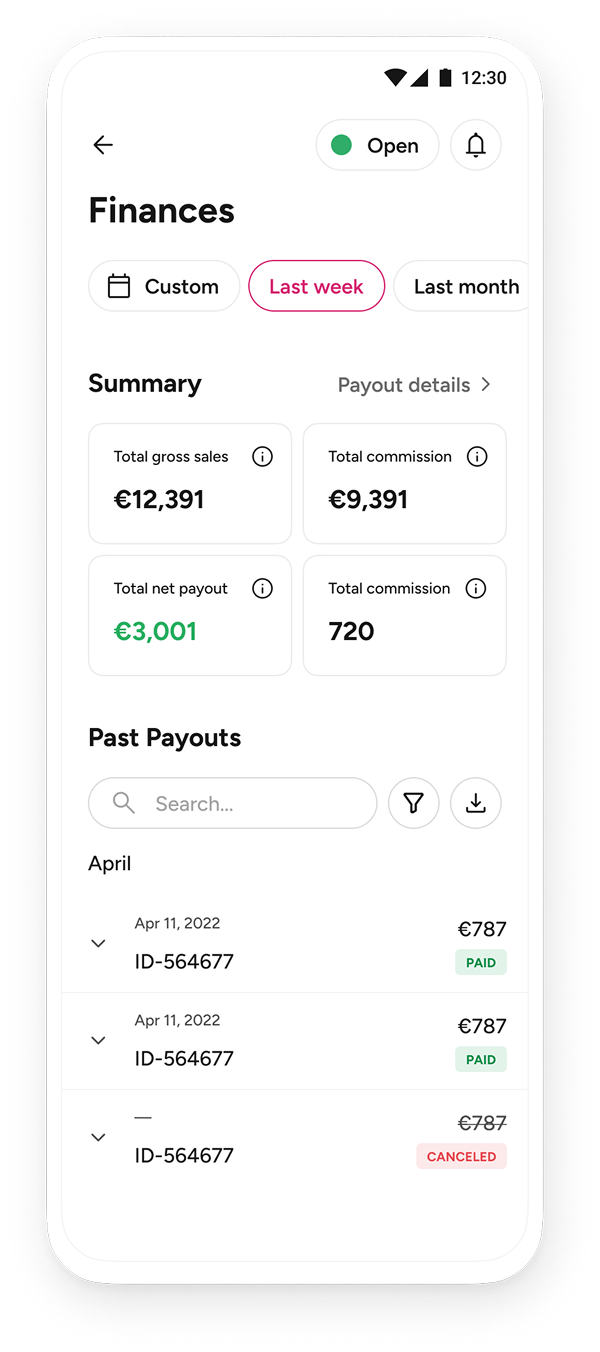 12:30
Open
Finances
Custom Last week Last month
Summary Payout details
Total gross sales Total commission
€12,391 €9,391
Total net payout Total commission
€3,001 720
Past Payouts
Search...
April
Apr 11, 2022
€787
ID-564677
PAID
Apr 11, 2022
€787
ID-564677
PAID
—
€787
ID-564677
CANCELED